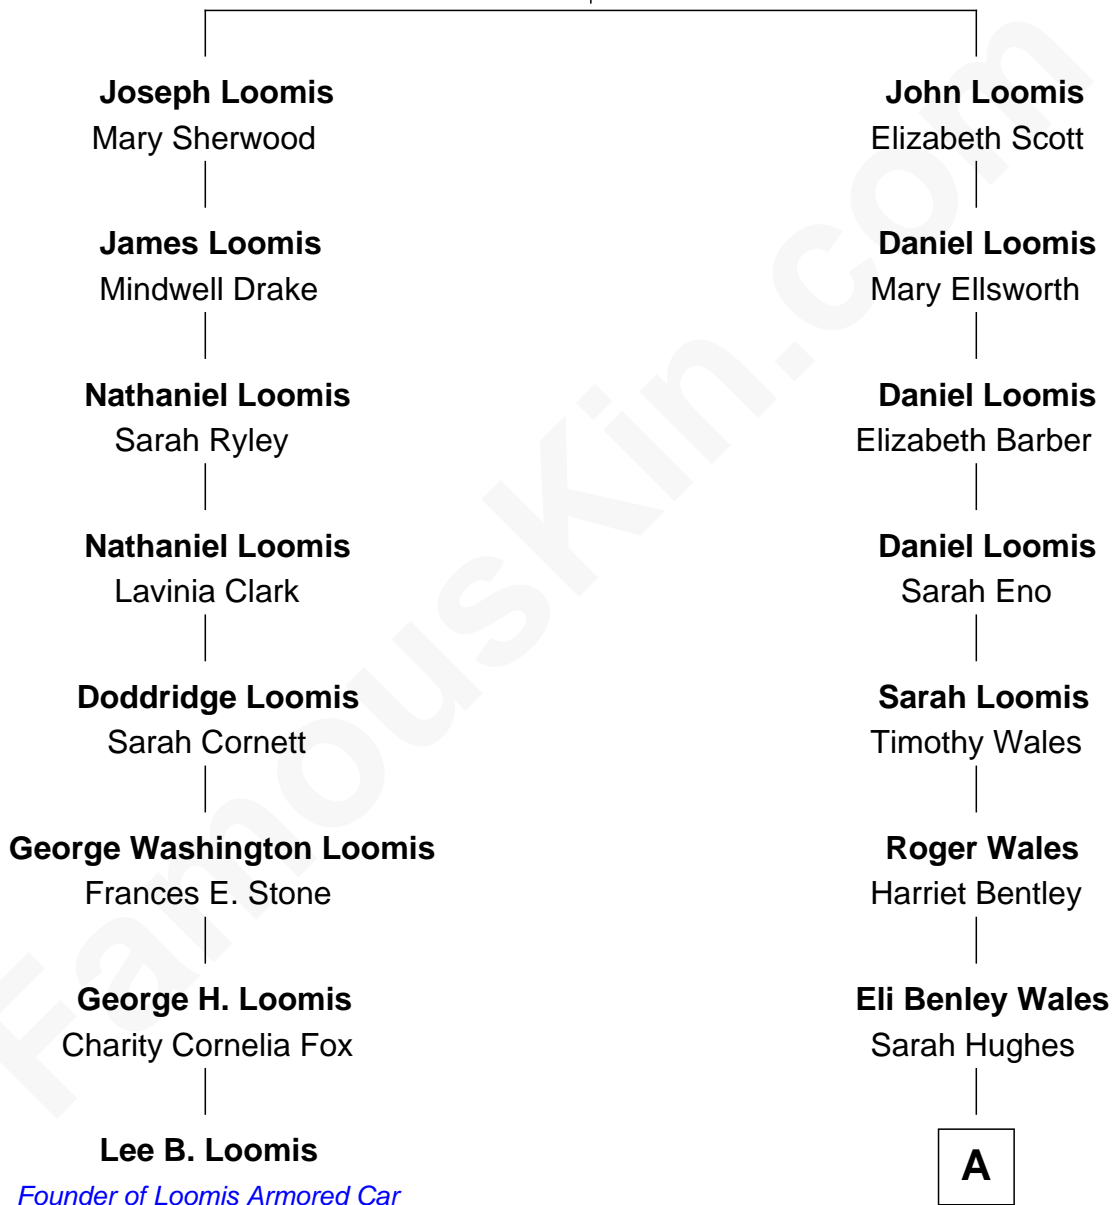 Joseph Loomis
Mary Sherwood
James Loomis
Mindwell Drake
Nathaniel Loomis
Sarah Ryley
Nathaniel Loomis
Lavinia Clark
Doddridge Loomis
Sarah Cornett
George Washington Loomis
Frances E. Stone
George H. Loomis
Charity Cornelia Fox
Lee B. Loomis
Founder of Loomis Armored Car
John Loomis
Elizabeth Scott
Daniel Loomis
Mary Ellsworth
Daniel Loomis
Elizabeth Barber
Daniel Loomis
Sarah Eno
Sarah Loomis
Timothy Wales
Roger Wales
Harriet Bentley
Eli Benley Wales
Sarah Hughes
A
FamousKin.com